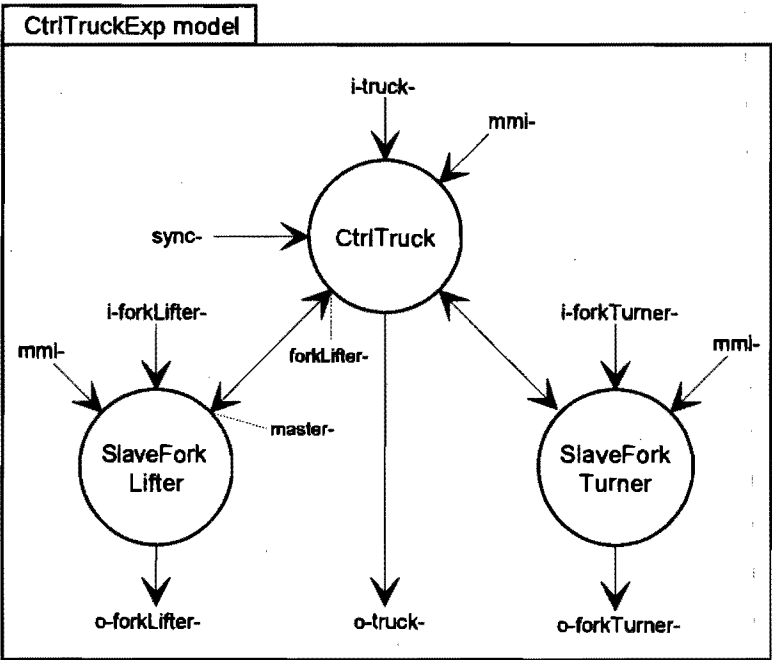 CtrlTruckExp model
i-truck-
mmi-
sync-
CtrlTruck
i-forkLifter-
i-forkTurner-
mmi-
forkLifter-
mmi-
master-
SlaveFork
Lifter
SlaveFork
Turner
o-forkLifter-
o-truck-
o-forkTurner-